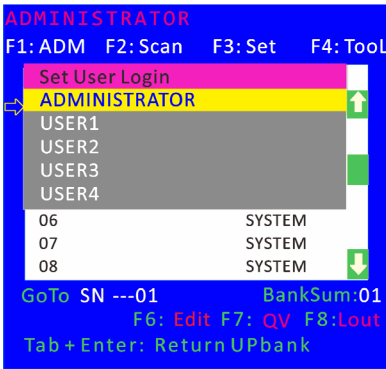 ADMINISTRATOR
F1: ADM F2: Scan F3: Set F4: TooL
Set User Login
ADMINISTRATOR
USER1
USER2
USER3
USER4
06 SYSTEM
07 SYSTEM
08 SYSTEM
GoTo SN ---01 BankSum:01
F6: Edit F7: QV F8:Lout
Tab+Enter: Return UPbank